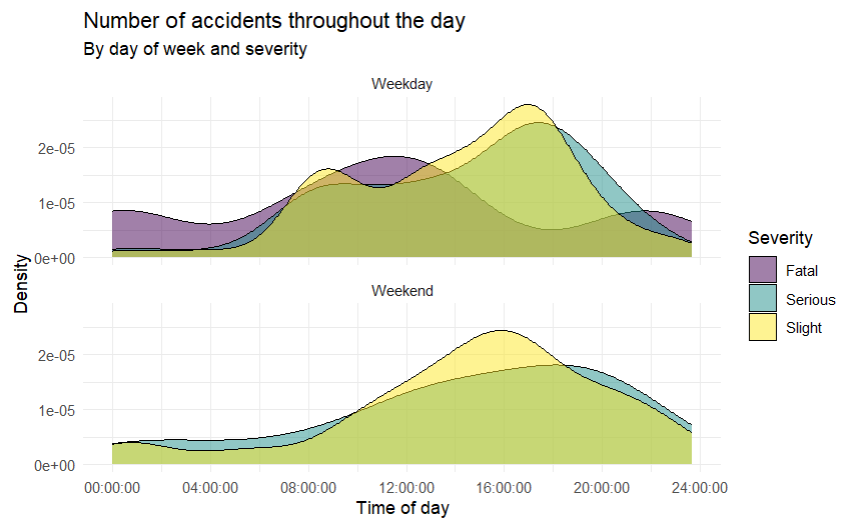 Number of accidents throughout the day
By day of week and severity
Weekday
2e-05
1e-05
0e+00
Weekend
2e-05
1e-05
0e+00
00:00:00 04:00:00 08:00:00 12:00:00 16:00:00 20:00:00 24:00:00
Time of day
Density
Severity
Fatal
Serious
Slight